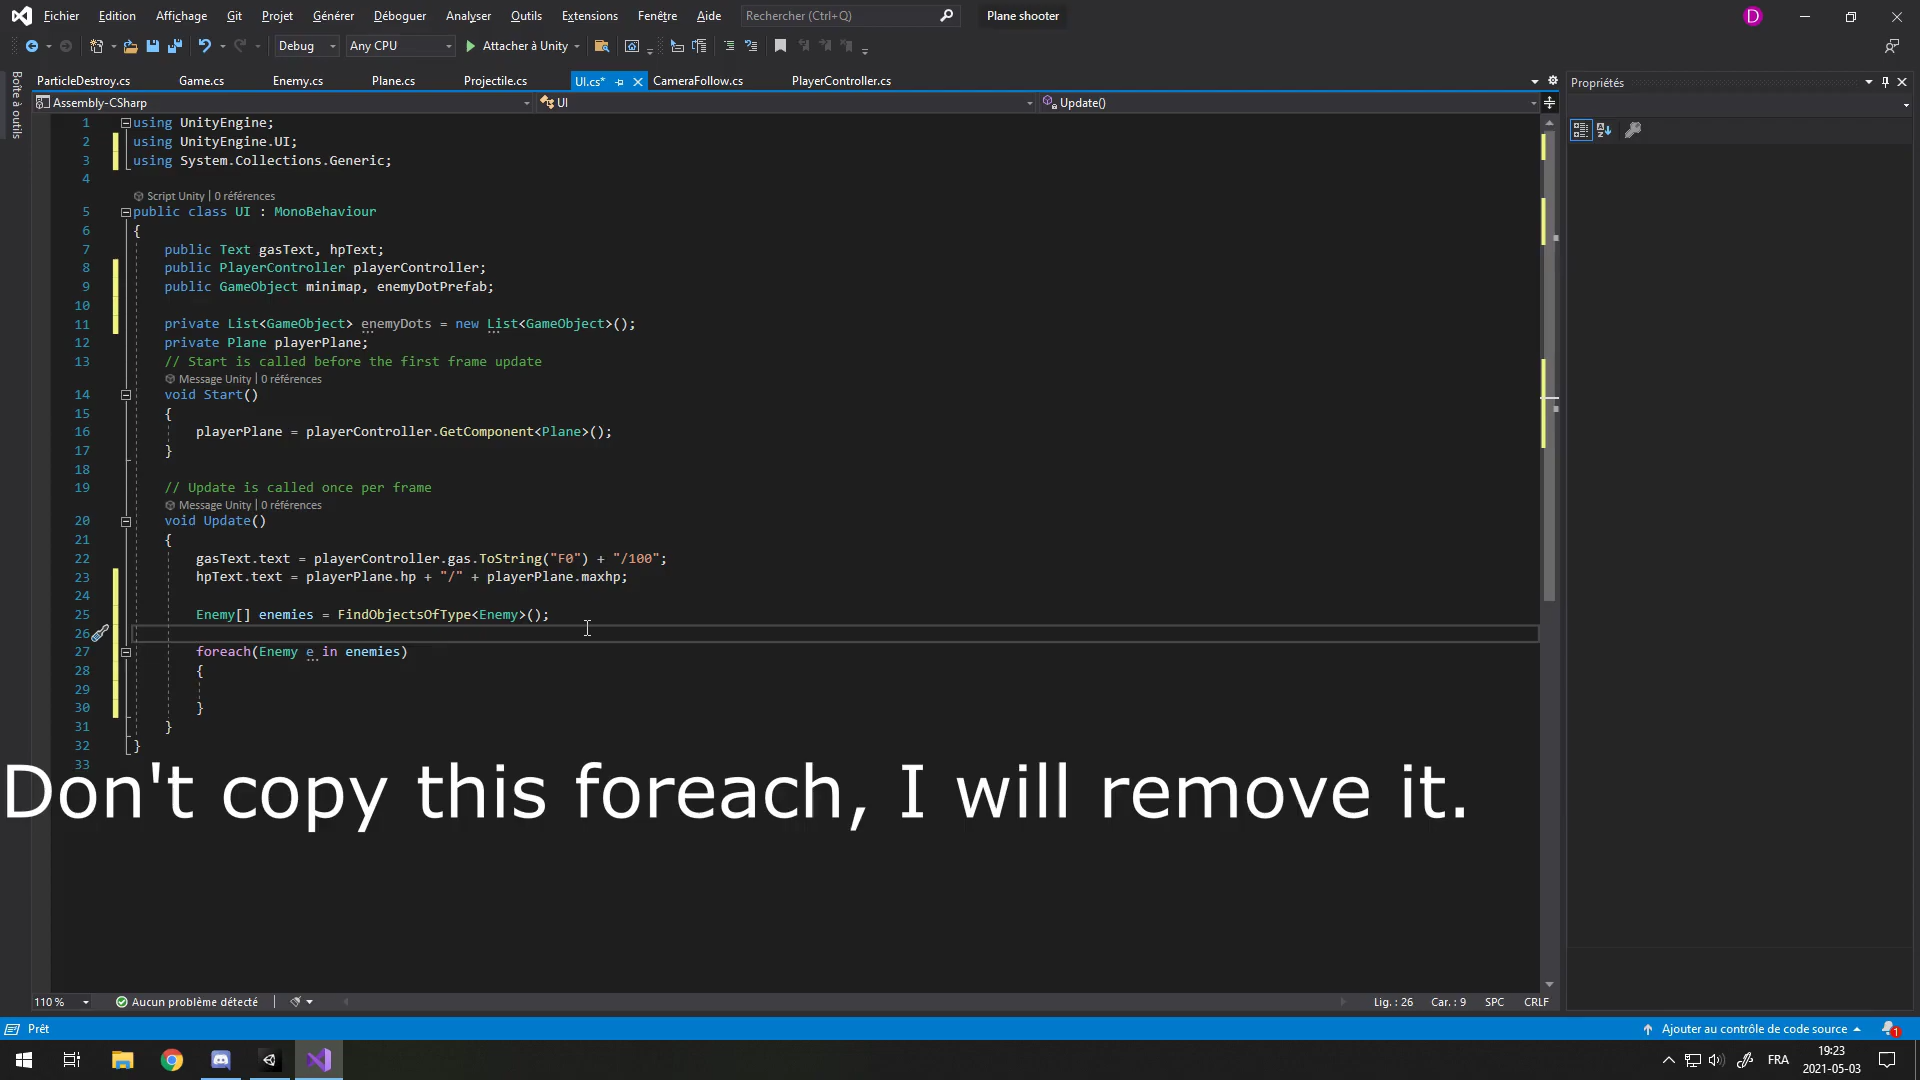 Fichier Edition Affichage Git Projet Générer Déboguer Analyser Outils Extensions Fenêtre Aide Rechercher (Ctrl+Q) Plane shooter D
Debug Any CPU Attacher à Unity
Boîte à outils
ParticleDestroy.cs Game.cs Enemy.cs Plane.cs Projectile.cs UI.cs* CameraFollow.cs PlayerController.cs
Propriétés
Assembly-CSharp UI Update()
1 using UnityEngine;
2 using UnityEngine.UI;
3 using System.Collections.Generic;
4
Script Unity | 0 références
5 public class UI : MonoBehaviour
6 {
7 public Text gasText, hpText;
8 public PlayerController playerController;
9 public GameObject minimap, enemyDotPrefab;
10
11 private List<GameObject> enemyDots = new List<GameObject>();
12 private Plane playerPlane;
13 // Start is called before the first frame update
Message Unity | 0 références
14 void Start()
15 {
16 playerPlane = playerController.GetComponent<Plane>();
17 }
18
19 // Update is called once per frame
Message Unity | 0 références
20 void Update()
21 {
22 gasText.text = playerController.gas.ToString("F0") + "/100";
23 hpText.text = playerPlane.hp + "/" + playerPlane.maxhp;
24
25 Enemy[] enemies = FindObjectsOfType<Enemy>();
26
27 foreach(Enemy e in enemies)
28 {
29
30 }
31 }
32 }
33
Don't copy this foreach, I will remove it.
110 % Aucun problème détecté Lig. : 26 Car. : 9 SPC CRLF
Prêt Ajouter au contrôle de code source 1
FRA 19:23
2021-05-03